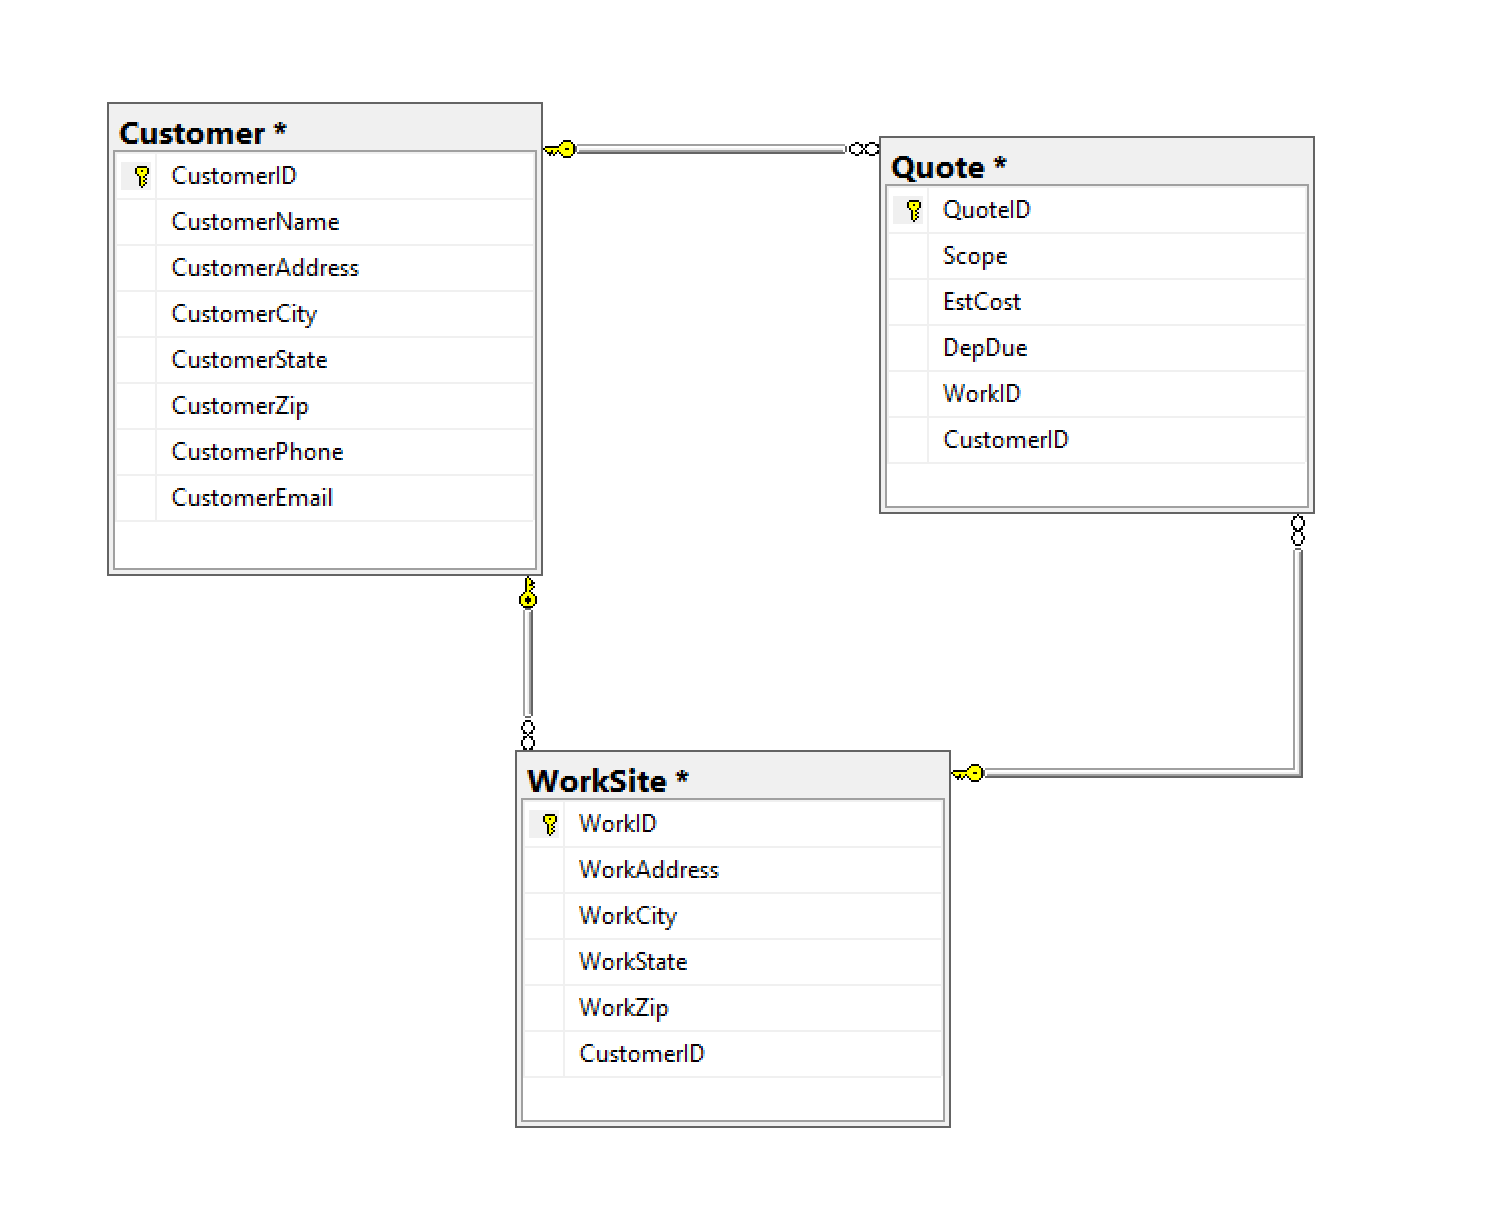 Customer *
CustomerID
CustomerName
CustomerAddress
CustomerCity
CustomerState
CustomerZip
CustomerPhone
CustomerEmail
Quote *
QuoteID
Scope
EstCost
DepDue
WorkID
CustomerID
WorkSite *
WorkID
WorkAddress
WorkCity
WorkState
WorkZip
CustomerID